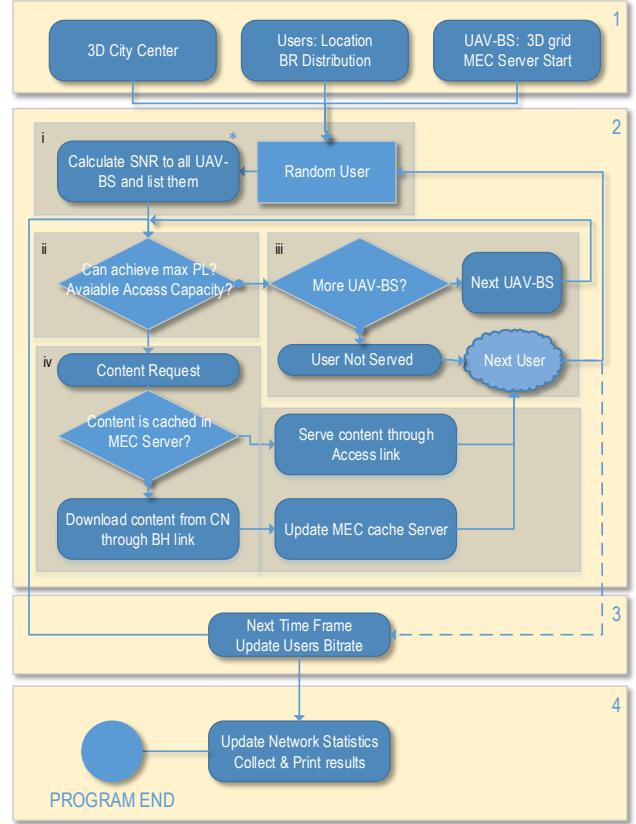 1
3D City Center
Users: Location
BR Distribution
UAV-BS: 3D grid
MEC Server Start
2
i
*
Calculate SNR to all UAV-
BS and list them
Random User
ii
Can achieve max PL?
Avaiable Access Capacity?
iii
More UAV-BS?
Next UAV-BS
User Not Served
Next User
iv
Content Request
Content is cached in
MEC Server?
Serve content through
Access link
Download content from CN
through BH link
Update MEC cache Server
3
Next Time Frame
Update Users Bitrate
4
Update Network Statistics
Collect & Print results
PROGRAM END